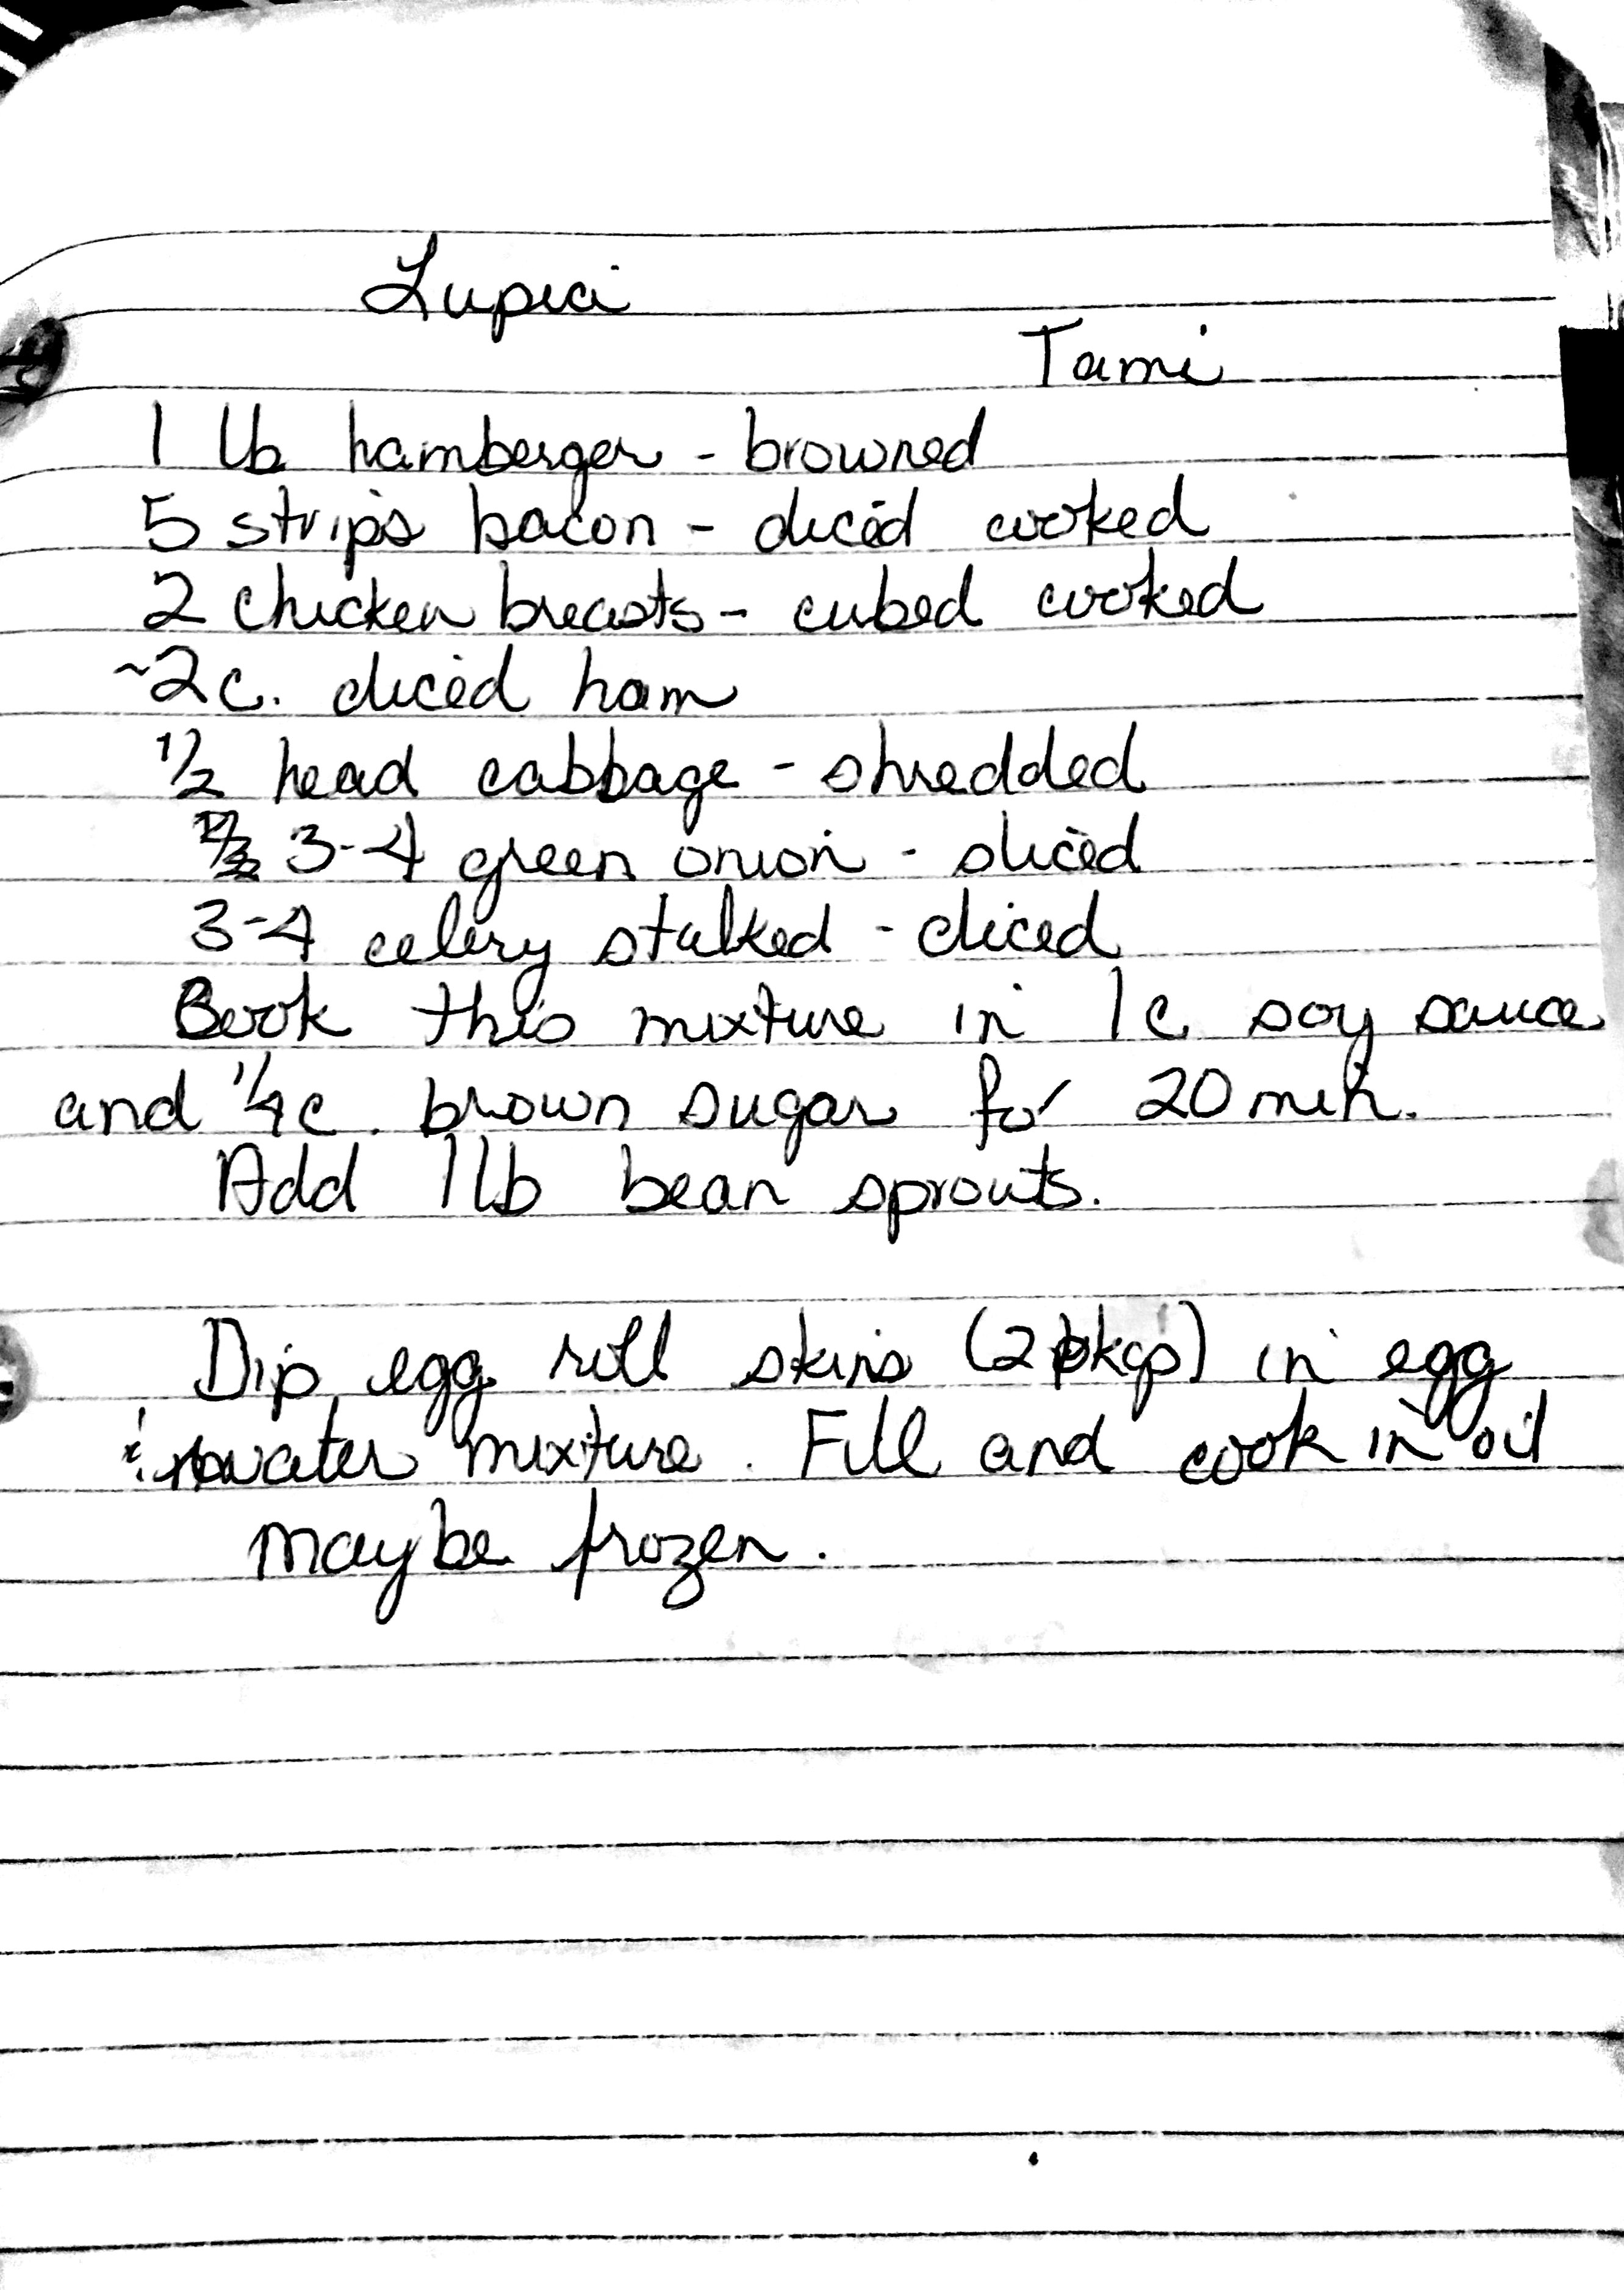 Lupia
Tami
1 lb hamberger - browned
5 strips bacon - diced cooked
2 chicken breasts - cubed cooked
~2c. diced ham
1/2 head cabbage - shredded
3-4 green onion - sliced
3-4 celery stalked - diced
Cook this mixture in 1c soy sauce
and 1/4c. brown sugar for 20 min.
Add 1 lb bean sprouts.
Dip egg roll skins (2 pkgs) in egg
& water mixture. Fill and cook in oil
maybe frozen.